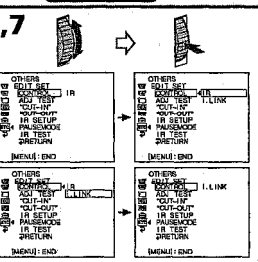 ,7
OTHERS
EDIT SET
CONTROL IR
ADJ TEST
"CUT-IN"
"CUT-OUT"
IR SETUP
PAUSEMODE
IR TEST
RETURN
[MENU] : END
OTHERS
EDIT SET
CONTROL IR
ADJ TEST I.LINK
"CUT-IN"
"CUT-OUT"
IR SETUP
PAUSEMODE
IR TEST
RETURN
[MENU] : END
OTHERS
EDIT SET
CONTROL IR
ADJ TEST I.LINK
"CUT-IN"
"CUT-OUT"
IR SETUP
PAUSEMODE
IR TEST
RETURN
[MENU] : END
OTHERS
EDIT SET
CONTROL I.LINK
ADJ TEST
"CUT-IN"
"CUT-OUT"
IR SETUP
PAUSEMODE
IR TEST
RETURN
[MENU] : END